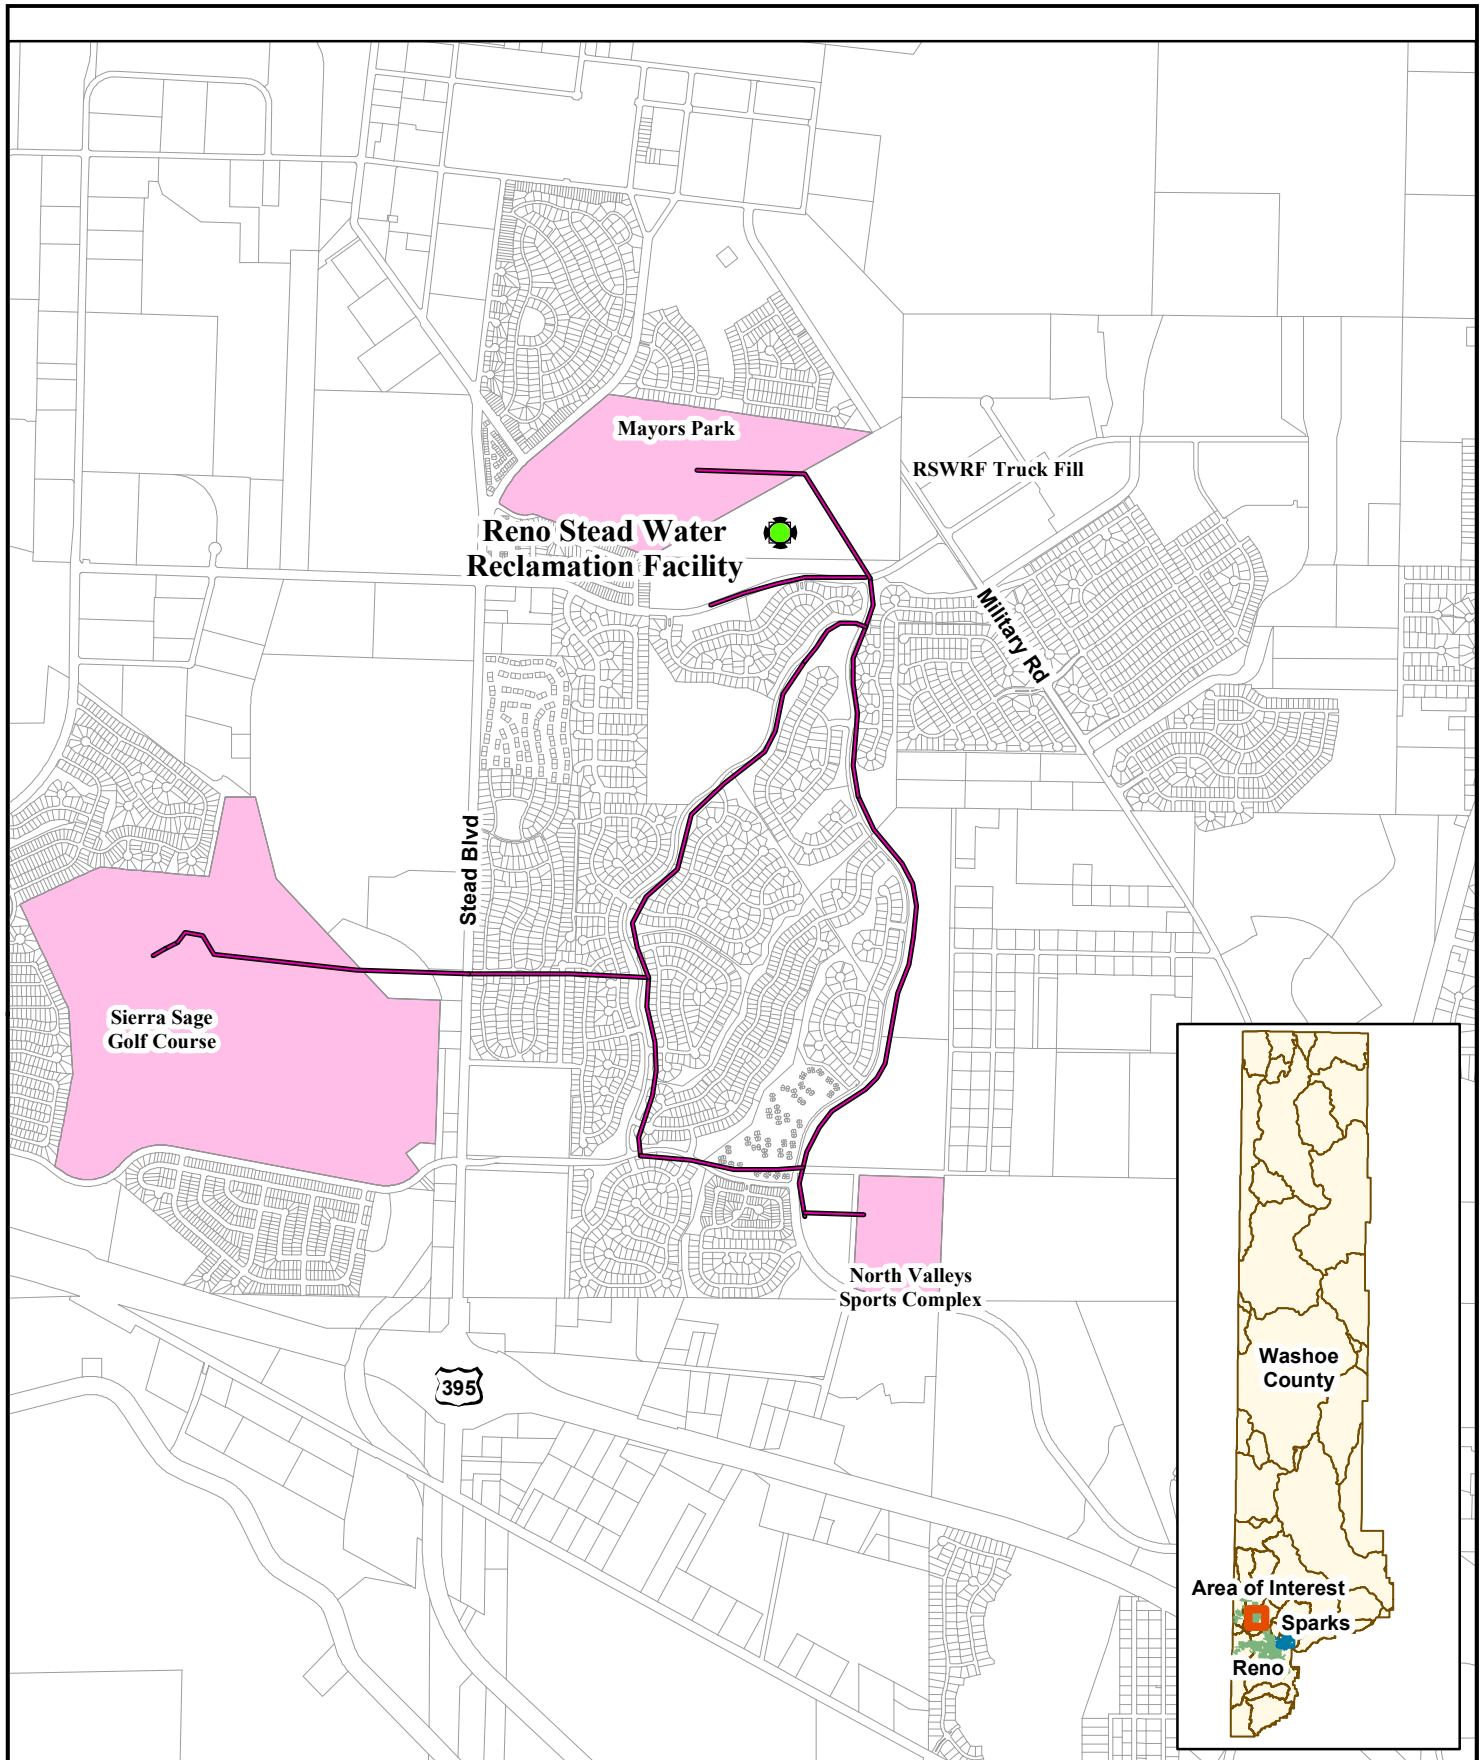 Mayors Park
RSWRF Truck Fill
Reno Stead Water
Reclamation Facility
Military Rd
Stead Blvd
Sierra Sage
Golf Course
North Valleys
Sports Complex
395
Washoe
County
Area of Interest
Sparks
Reno